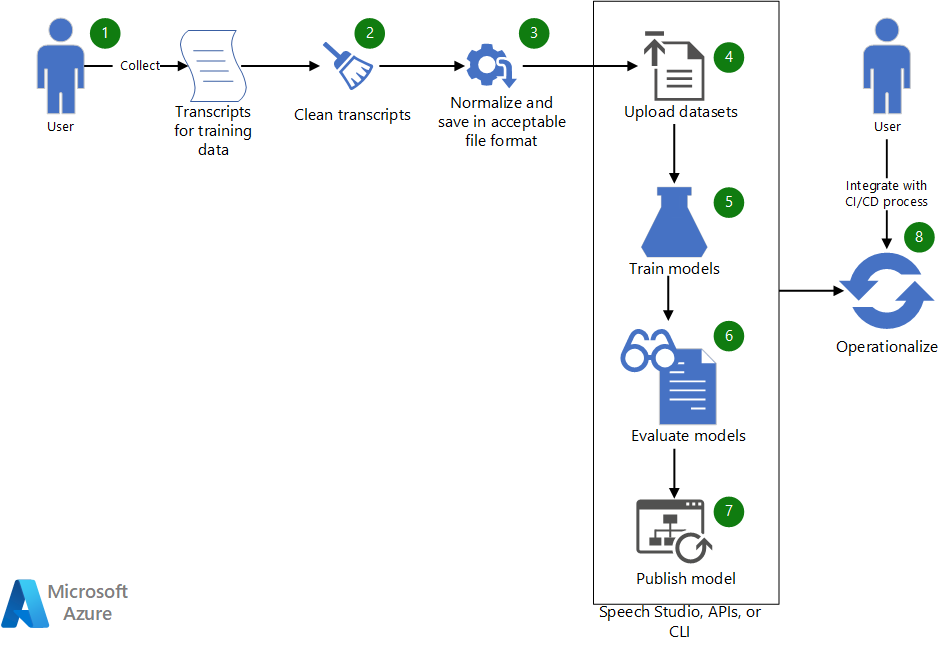 1
Collect
User
Transcripts
for training
data
2
Clean transcripts
3
Normalize and
save in acceptable
file format
4
Upload datasets
5
Train models
6
Evaluate models
7
Publish model
Speech Studio, APIs, or
CLI
User
Integrate with
CI/CD process
8
Operationalize
Microsoft
Azure